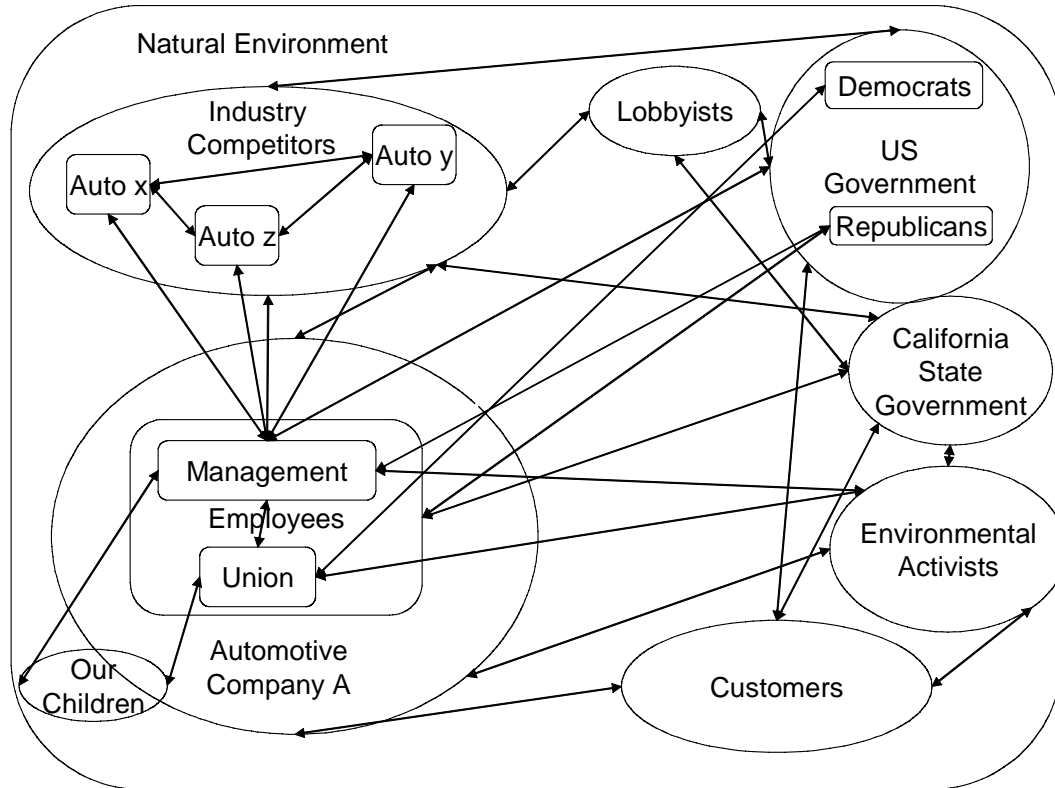 Natural Environment
Industry
Competitors
Auto x
Auto y
Auto z
Lobbyists
Democrats
US
Government
Republicans
California
State
Government
Management
Employees
Union
Environmental
Activists
Automotive
Company A
Our
Children
Customers